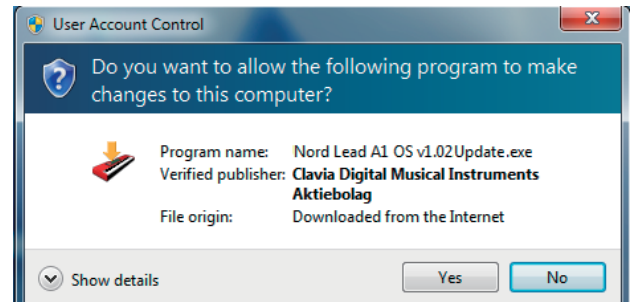 User Account Control
Do you want to allow the following program to make
changes to this computer?
Program name: Nord Lead A1 OS v1.02Update.exe
Verified publisher: Clavia Digital Musical Instruments
Aktiebolag
File origin: Downloaded from the Internet
Show details
Yes
No